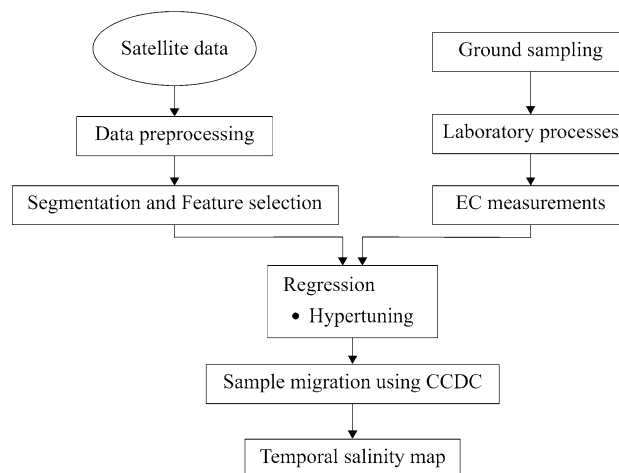 Satellite data
Ground sampling
Data preprocessing
Laboratory processes
Segmentation and Feature selection
EC measurements
Regression
• Hypertuning
Sample migration using CCDC
Temporal salinity map